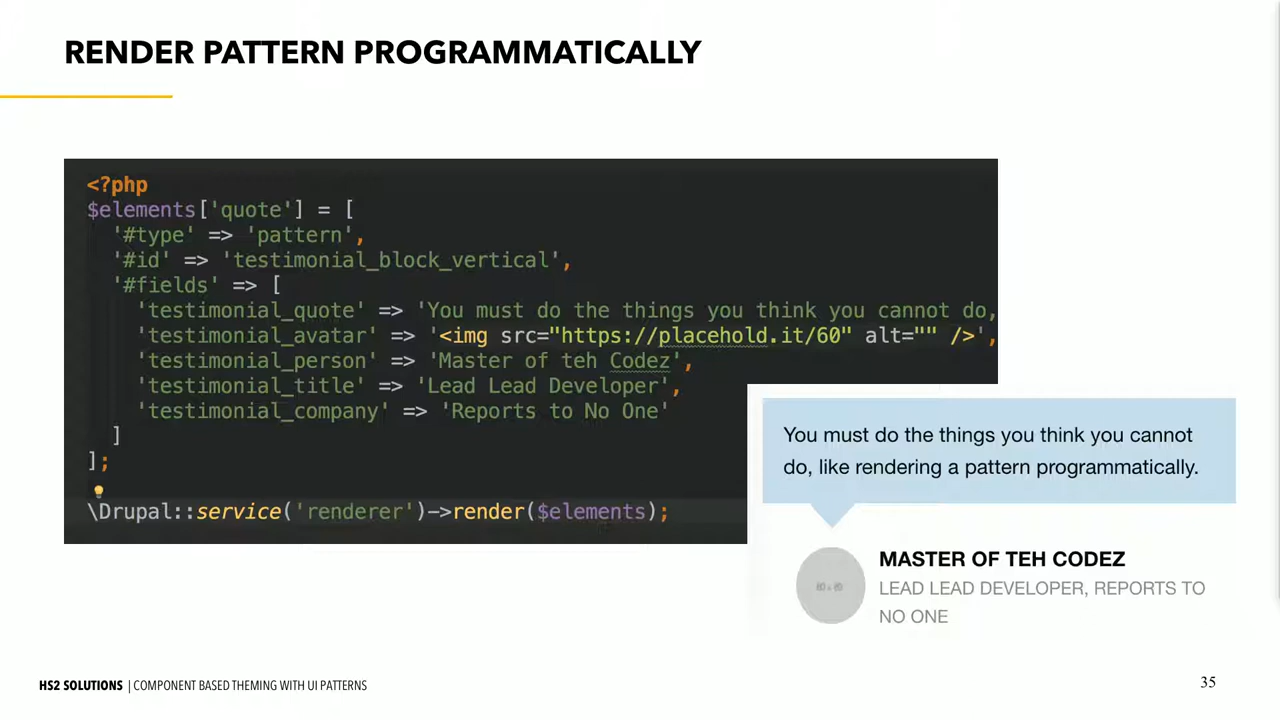 RENDER PATTERN PROGRAMMATICALLY
<?php
$elements['quote'] = [
'#type' => 'pattern',
'#id' => 'testimonial_block_vertical',
'#fields' => [
'testimonial_quote' => 'You must do the things you think you cannot do,
'testimonial_avatar' => '<img src="https://placehold.it/60" alt="" />',
'testimonial_person' => 'Master of teh Codez',
'testimonial_title' => 'Lead Lead Developer',
'testimonial_company' => 'Reports to No One'
]
];
\Drupal::service('renderer')->render($elements);
You must do the things you think you cannot
do, like rendering a pattern programmatically.
60 x 60
MASTER OF TEH CODEZ
LEAD LEAD DEVELOPER, REPORTS TO
NO ONE
HS2 SOLUTIONS | COMPONENT BASED THEMING WITH UI PATTERNS
35